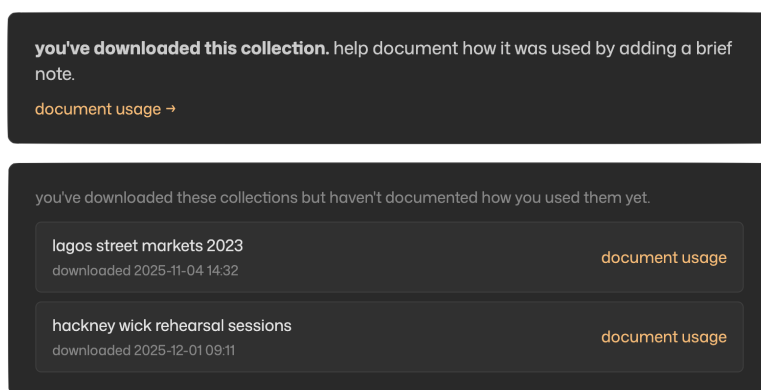 you've downloaded this collection. help document how it was used by adding a brief
note.
document usage →
you've downloaded these collections but haven't documented how you used them yet.
lagos street markets 2023
downloaded 2025-11-04 14:32
document usage
hackney wick rehearsal sessions
downloaded 2025-12-01 09:11
document usage